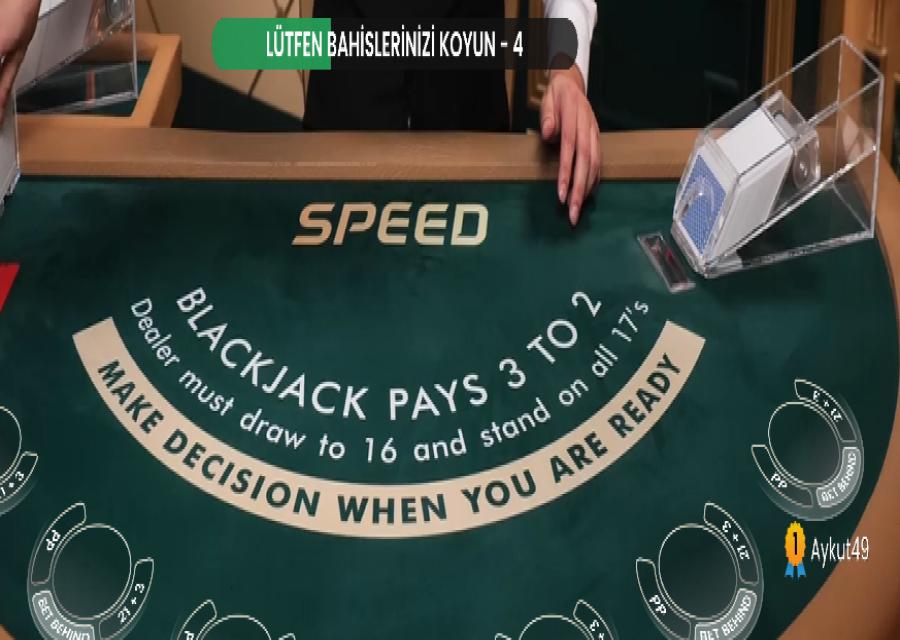 LÜTFEN BAHİSLERİNİZİ KOYUN - 4
SPEED
BLACKJACK PAYS 3 TO 2
Dealer must draw to 16 and stand on all 17's
MAKE DECISION WHEN YOU ARE READY
21 + 3
PP
BET BEHIND
Aykut49
1
PP
21 + 3
BET BEHIND
21 + 3
PP
BET BEHIND